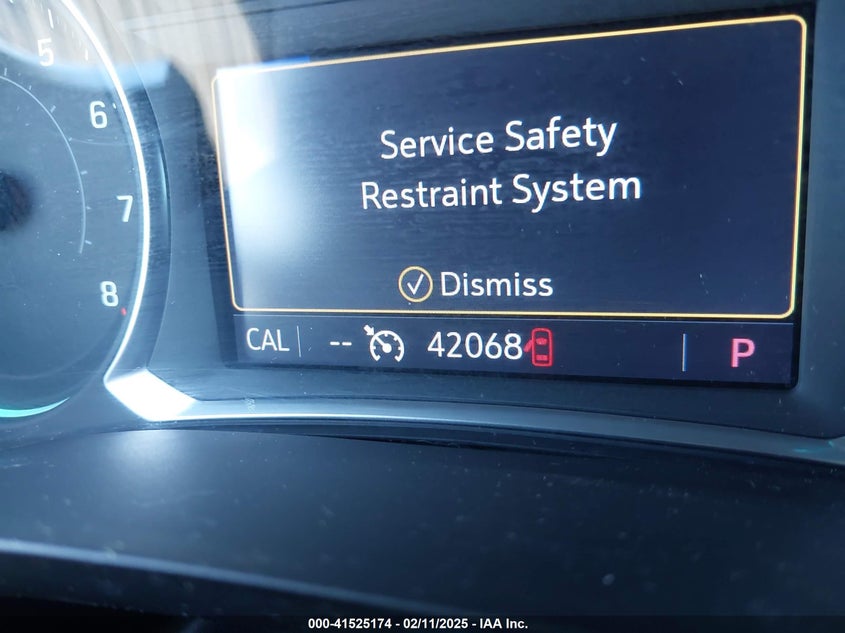 5
6
7
8
Service Safety
Restraint System
Dismiss
CAL -- 42068 P
000-41525174 - 02/11/2025 - IAA Inc.